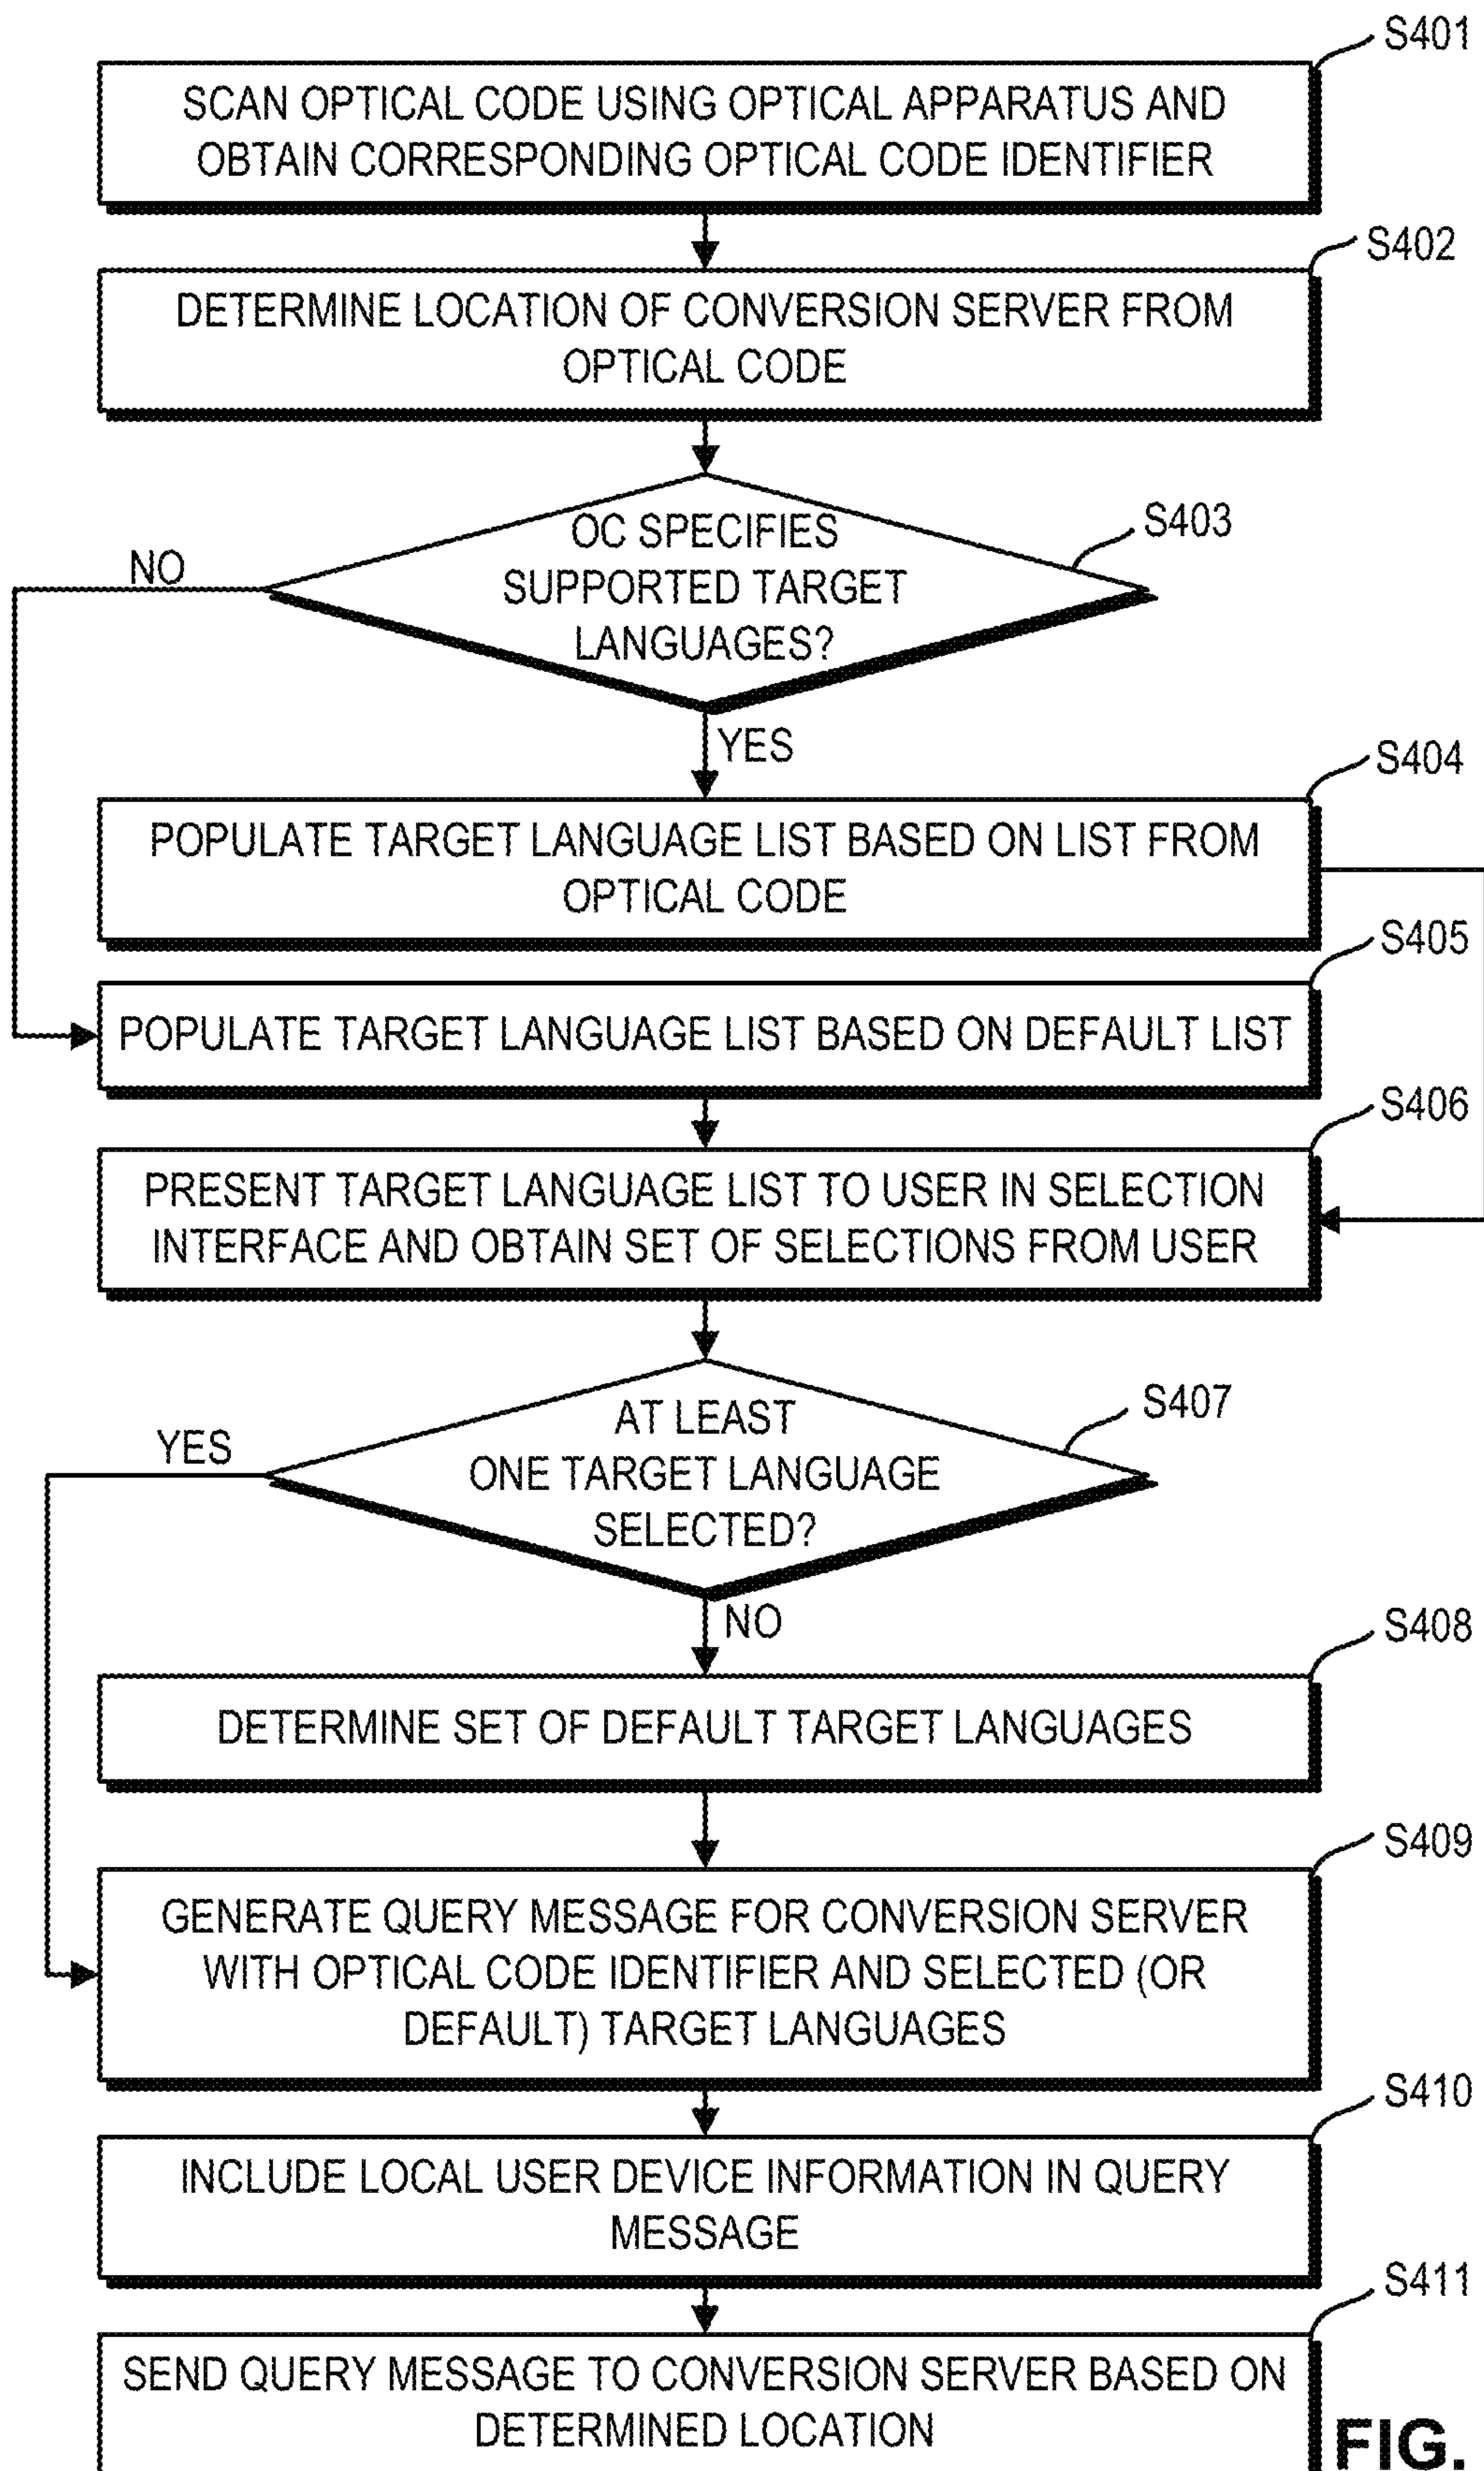 S401
SCAN OPTICAL CODE USING OPTICAL APPARATUS AND
OBTAIN CORRESPONDING OPTICAL CODE IDENTIFIER
S402
DETERMINE LOCATION OF CONVERSION SERVER FROM
OPTICAL CODE
S403
OC SPECIFIES
SUPPORTED TARGET
LANGUAGES?
NO
YES
S404
POPULATE TARGET LANGUAGE LIST BASED ON LIST FROM
OPTICAL CODE
S405
POPULATE TARGET LANGUAGE LIST BASED ON DEFAULT LIST
S406
PRESENT TARGET LANGUAGE LIST TO USER IN SELECTION
INTERFACE AND OBTAIN SET OF SELECTIONS FROM USER
S407
AT LEAST
ONE TARGET LANGUAGE
SELECTED?
YES
NO
S408
DETERMINE SET OF DEFAULT TARGET LANGUAGES
S409
GENERATE QUERY MESSAGE FOR CONVERSION SERVER
WITH OPTICAL CODE IDENTIFIER AND SELECTED (OR
DEFAULT) TARGET LANGUAGES
S410
INCLUDE LOCAL USER DEVICE INFORMATION IN QUERY
MESSAGE
S411
SEND QUERY MESSAGE TO CONVERSION SERVER BASED ON
DETERMINED LOCATION
FIG.